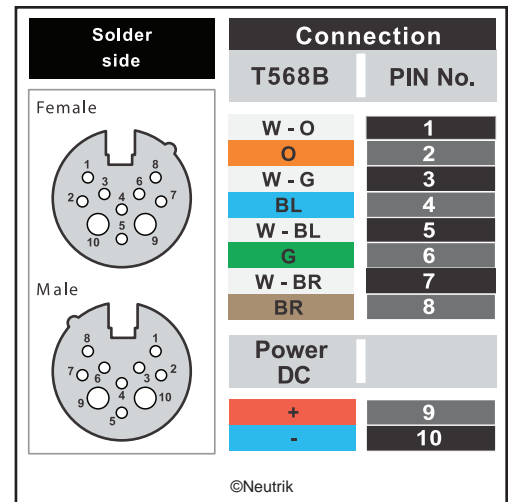 Solder
side
Female
1 8
3 6
2 4 7
5
10 9
Male
8 1
7 6 3 2
4
9 10
5
Connection
T568B PIN No.
W - O 1
O 2
W - G 3
BL 4
W - BL 5
G 6
W - BR 7
BR 8
Power
DC
+ 9
- 10
©Neutrik